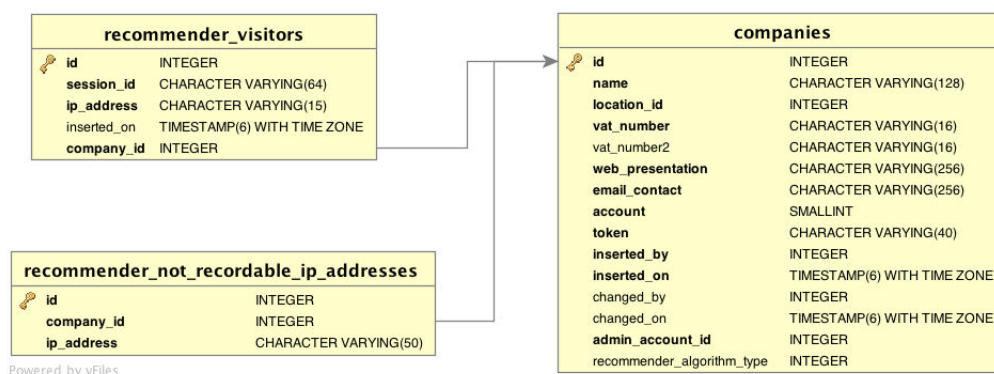 recommender_visitors
id INTEGER
session_id CHARACTER VARYING(64)
ip_address CHARACTER VARYING(15)
inserted_on TIMESTAMP(6) WITH TIME ZONE
company_id INTEGER
recommender_not_recordable_ip_addresses
id INTEGER
company_id INTEGER
ip_address CHARACTER VARYING(50)
Powered by yFiles
companies
id INTEGER
name CHARACTER VARYING(128)
location_id INTEGER
vat_number CHARACTER VARYING(16)
vat_number2 CHARACTER VARYING(16)
web_presentation CHARACTER VARYING(256)
email_contact CHARACTER VARYING(256)
account SMALLINT
token CHARACTER VARYING(40)
inserted_by INTEGER
inserted_on TIMESTAMP(6) WITH TIME ZONE
changed_by INTEGER
changed_on TIMESTAMP(6) WITH TIME ZONE
admin_account_id INTEGER
recommender_algorithm_type INTEGER